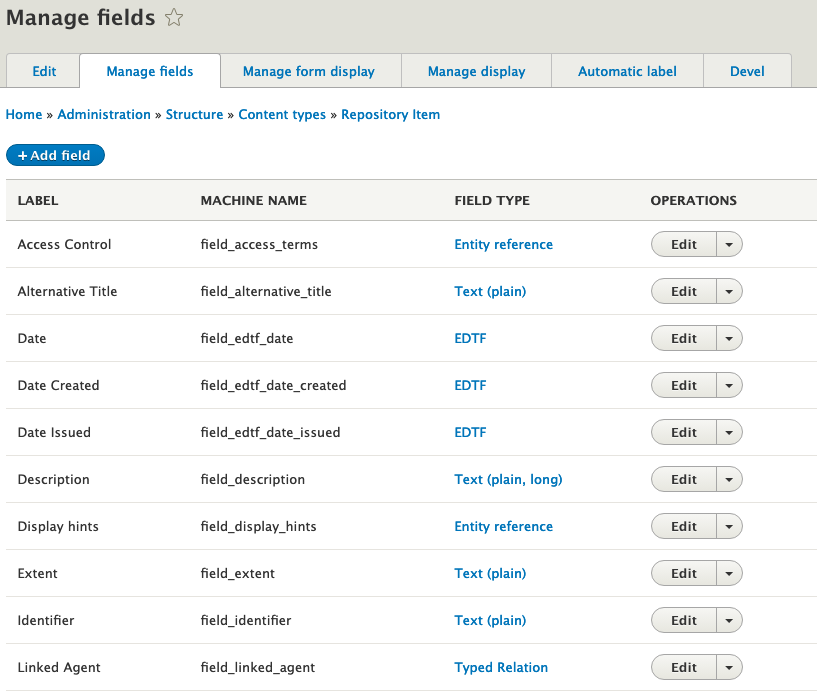 Manage fields
Edit Manage fields Manage form display Manage display Automatic label Devel
Home » Administration » Structure » Content types » Repository Item
+ Add field
LABEL MACHINE NAME FIELD TYPE OPERATIONS
Access Control field_access_terms Entity reference Edit
Alternative Title field_alternative_title Text (plain) Edit
Date field_edtf_date EDTF Edit
Date Created field_edtf_date_created EDTF Edit
Date Issued field_edtf_date_issued EDTF Edit
Description field_description Text (plain, long) Edit
Display hints field_display_hints Entity reference Edit
Extent field_extent Text (plain) Edit
Identifier field_identifier Text (plain) Edit
Linked Agent field_linked_agent Typed Relation Edit